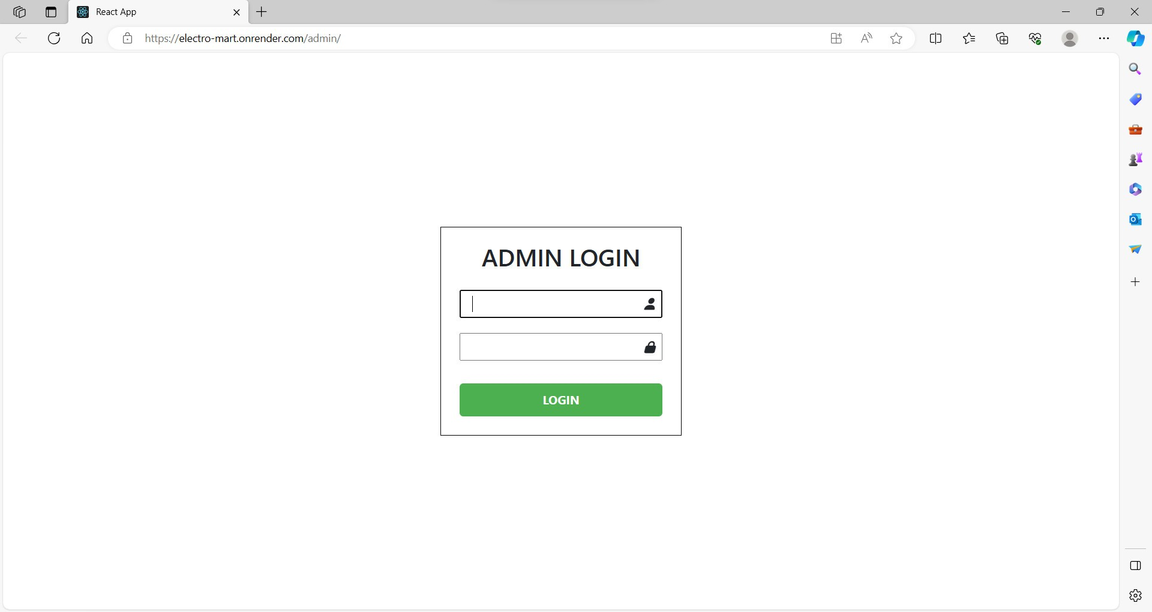 React App
https://electro-mart.onrender.com/admin/
ADMIN LOGIN
LOGIN